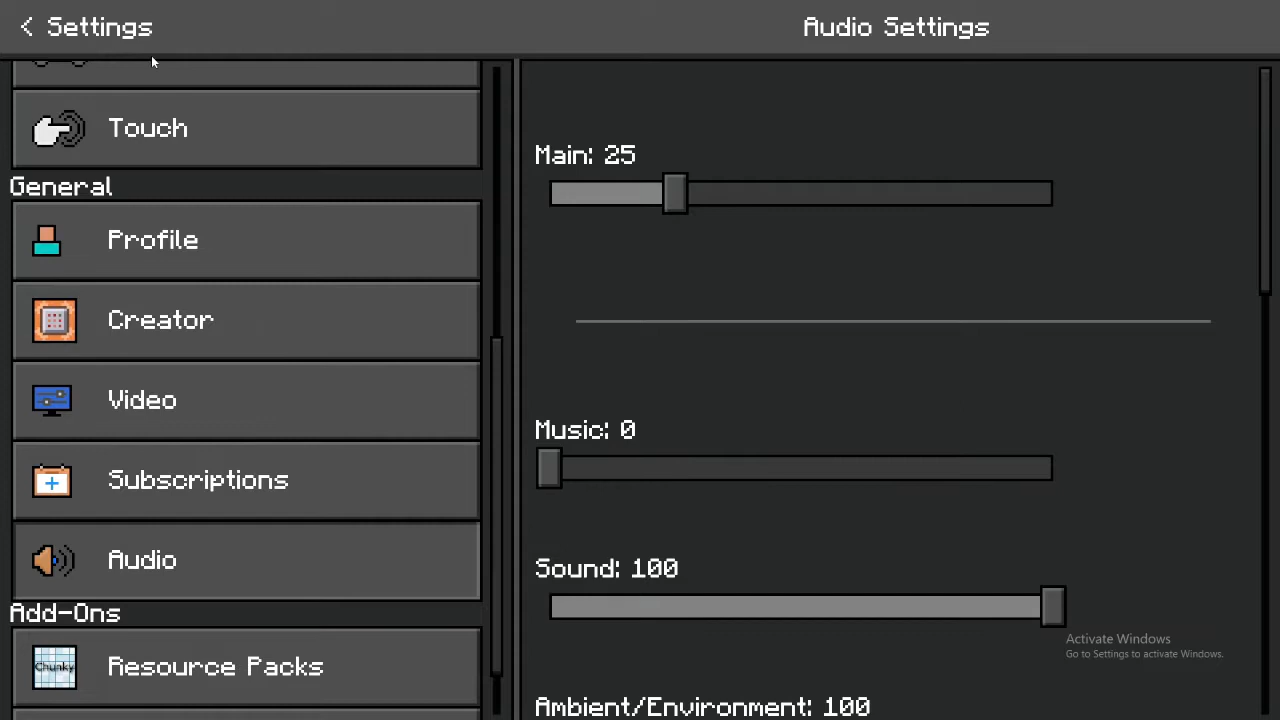 Settings
Audio Settings
Touch
General
Profile
Creator
Video
Subscriptions
Audio
Add-Ons
Chunky
Resource Packs
Main: 25
Music: 0
Sound: 100
Activate Windows
Go to Settings to activate Windows.
Ambient/Environment: 100